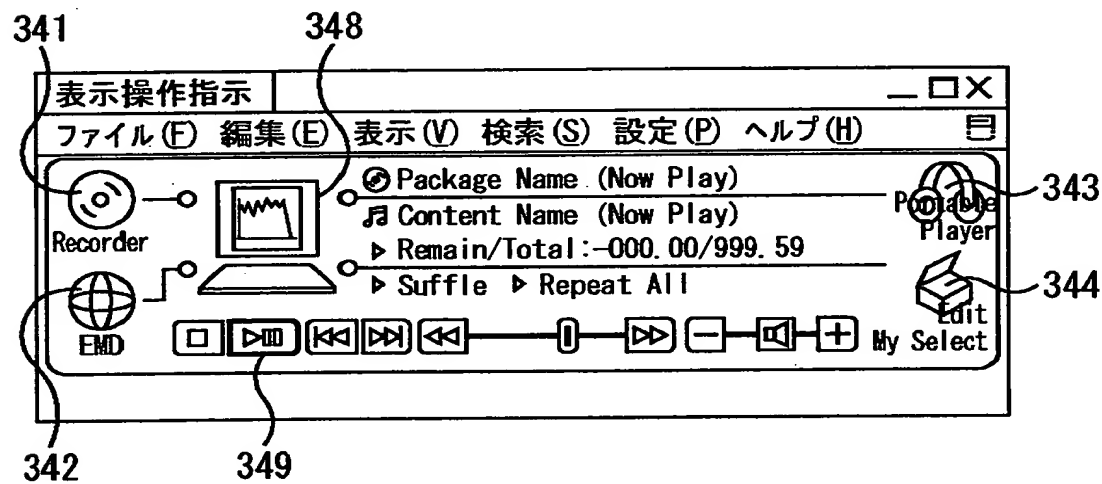 341
348
表示操作指示
ファイル(F) 編集(E) 表示(V) 検索(S) 設定(P) ヘルプ(H)
Package Name (Now Play)
Content Name (Now Play)
Remain/Total:-000.00/999.59
Suffle Repeat All
Recorder
EMD
Portable
Player
Edit
My Select
343
344
342
349